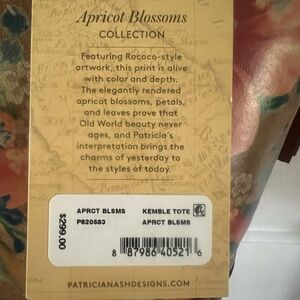 Apricot Blossoms
COLLECTION
Featuring Rococo-style
artwork, this print is alive
with color and depth.
The elegantly rendered
apricot blossoms, petals,
and leaves prove that
Old World beauty never
ages, and Patricia's
interpretation brings the
charms of yesterday to
the styles of today.
$299.00
APRCT BLSMS KEMBLE TOTE
P820583 APRCT BLSMS
8 87986 40521 6
PATRICIANASHDESIGNS.COM